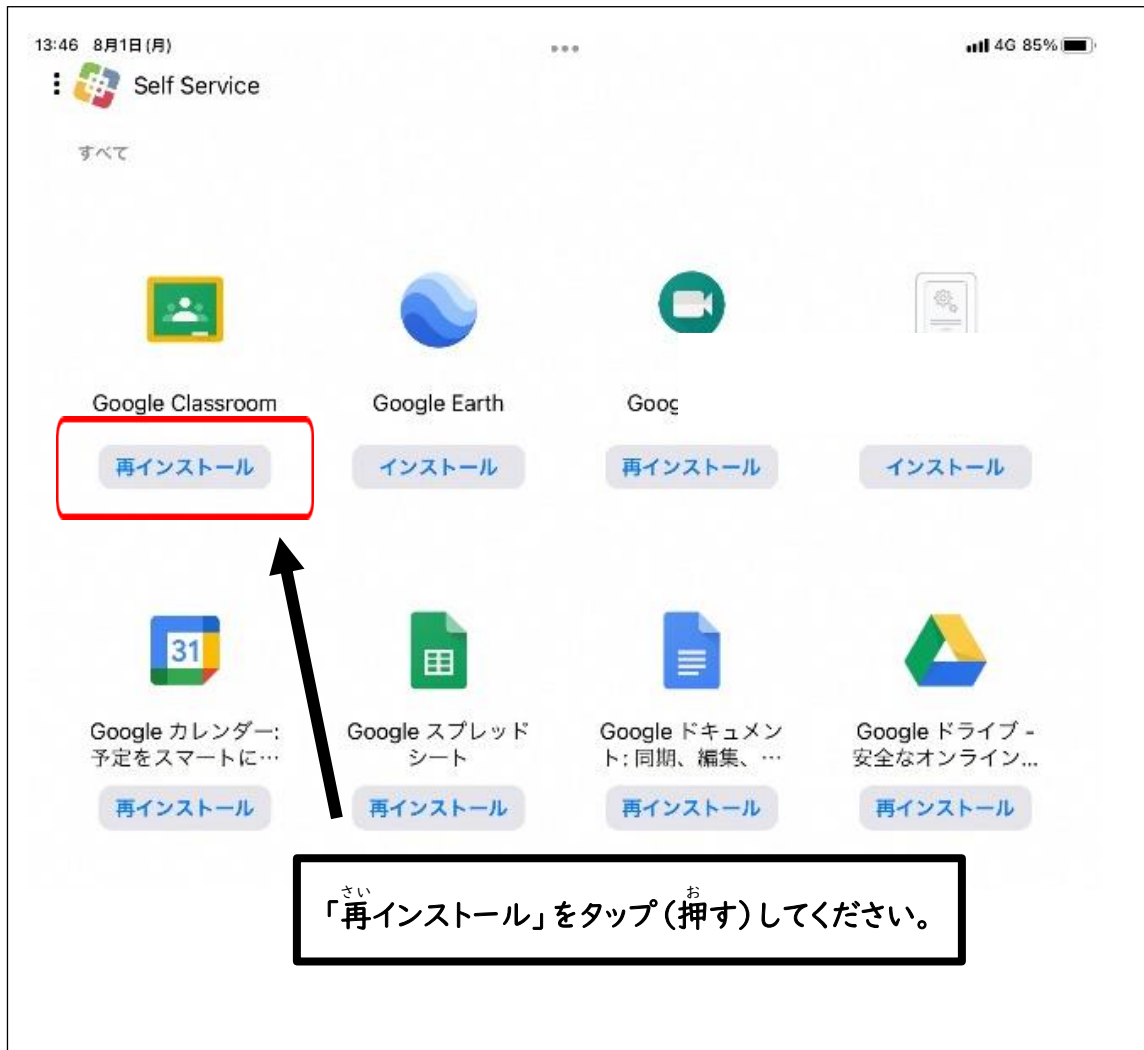 13:46 8月1日(月)
4G 85%
Self Service
すべて
Google Classroom
Google Earth
Goog
再インストール
インストール
再インストール
インストール
31
Google カレンダー:
予定をスマートに…
Google スプレッド
シート
Google ドキュメン
ト: 同期、編集、…
Google ドライブ -
安全なオンライン...
再インストール
再インストール
再インストール
再インストール
さい お
「再インストール」をタップ(押す)してください。